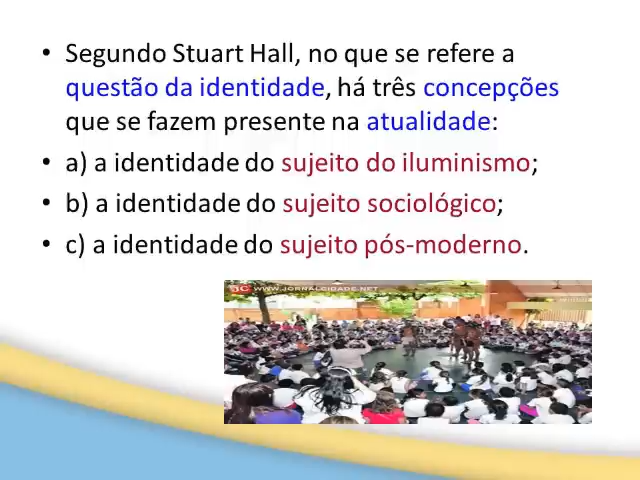 • Segundo Stuart Hall, no que se refere a
questão da identidade, há três concepções
que se fazem presente na atualidade:
• a) a identidade do sujeito do iluminismo;
• b) a identidade do sujeito sociológico;
• c) a identidade do sujeito pós-moderno.
JC WWW.JORNALCIDADE.NET